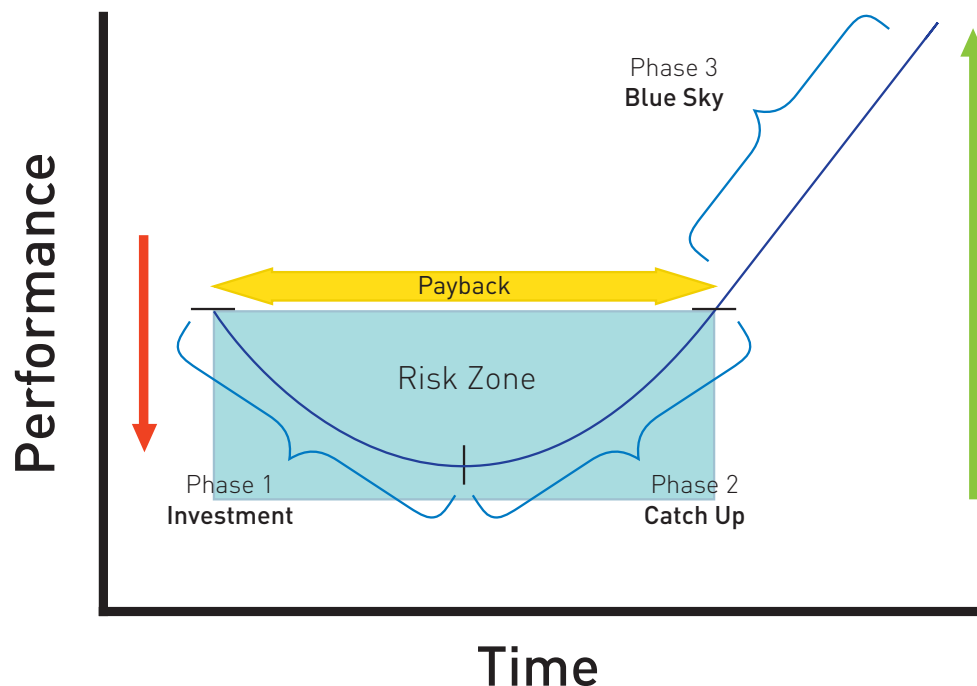 Performance
Phase 3
Blue Sky
Payback
Risk Zone
Phase 1
Investment
Phase 2
Catch Up
Time